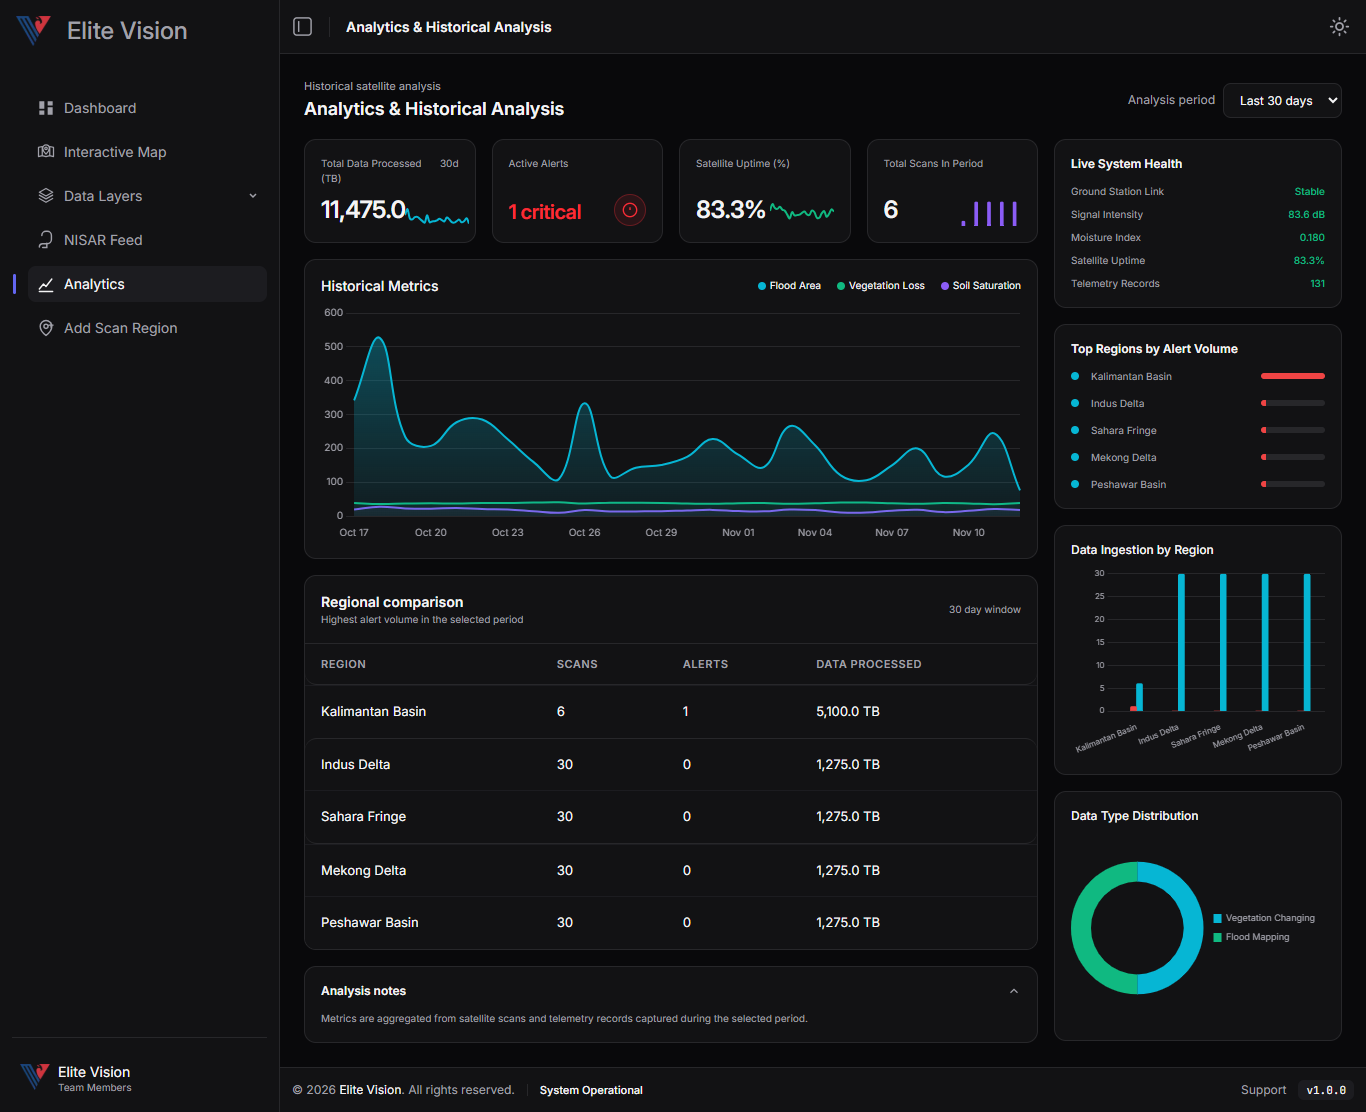 Elite Vision
Dashboard
Interactive Map
Data Layers
NISAR Feed
Analytics
Add Scan Region
Elite Vision
Team Members
Analytics & Historical Analysis
Historical satellite analysis
Analytics & Historical Analysis
Analysis period
Last 30 days
Total Data Processed (TB)
30d
11,475.0
Active Alerts
1 critical
Satellite Uptime (%)
83.3%
Total Scans In Period
6
Historical Metrics
Flood Area
Vegetation Loss
Soil Saturation
600
500
400
300
200
100
0
Oct 17
Oct 20
Oct 23
Oct 26
Oct 29
Nov 01
Nov 04
Nov 07
Nov 10
Regional comparison
Highest alert volume in the selected period
30 day window
REGION SCANS ALERTS DATA PROCESSED
Kalimantan Basin 6 1 5,100.0 TB
Indus Delta 30 0 1,275.0 TB
Sahara Fringe 30 0 1,275.0 TB
Mekong Delta 30 0 1,275.0 TB
Peshawar Basin 30 0 1,275.0 TB
Analysis notes
Metrics are aggregated from satellite scans and telemetry records captured during the selected period.
Live System Health
Ground Station Link Stable
Signal Intensity 83.6 dB
Moisture Index 0.180
Satellite Uptime 83.3%
Telemetry Records 131
Top Regions by Alert Volume
Kalimantan Basin
Indus Delta
Sahara Fringe
Mekong Delta
Peshawar Basin
Data Ingestion by Region
30
25
20
15
10
5
0
Kalimantan Basin
Indus Delta
Sahara Fringe
Mekong Delta
Peshawar Basin
Data Type Distribution
Vegetation Changing
Flood Mapping
© 2026 Elite Vision. All rights reserved.
System Operational
Support
v1.0.0